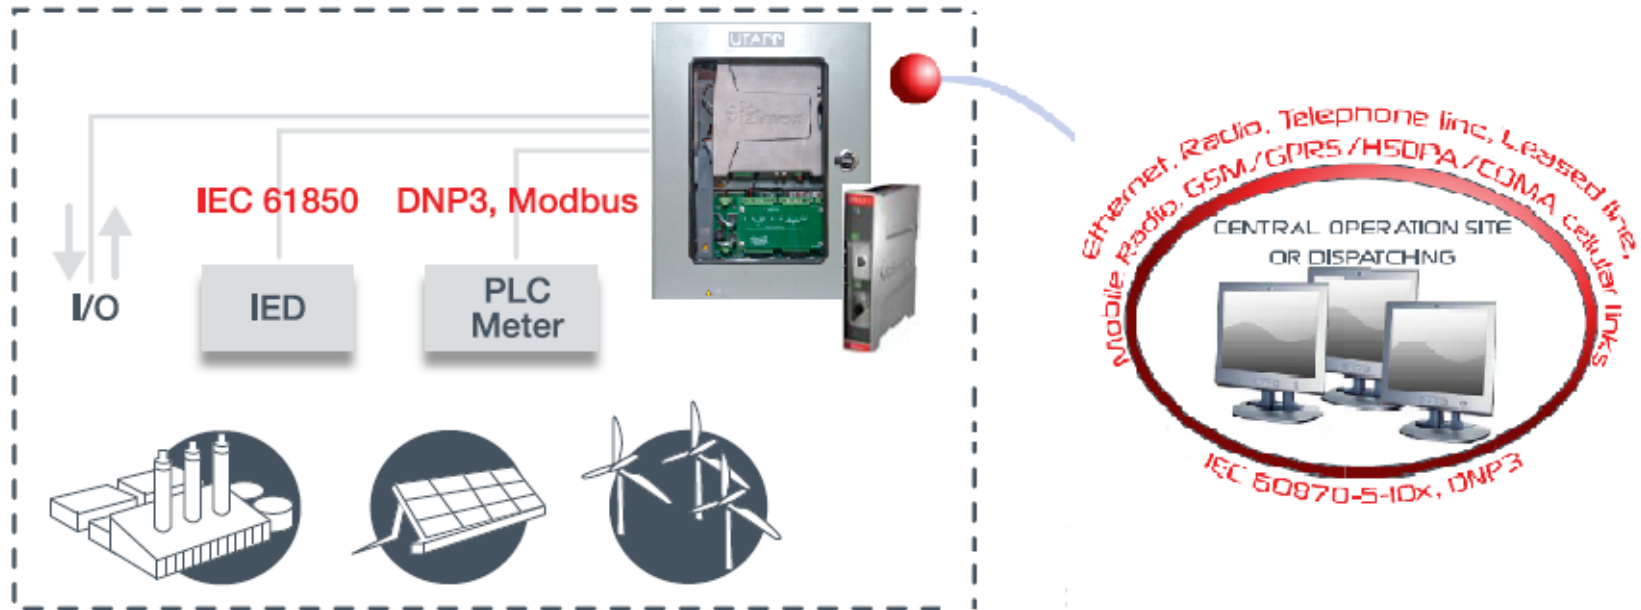 UTAPP
IEC 61850
DNP3, Modbus
I/O
IED
PLC
Meter
Ethernet, Radio, Telephone line, Leased line,
Mobile Radio, GSM/GPRS/HSDPA/CDMA cellular links
CENTRAL OPERATION SITE
OR DISPATCHING
IEC 60870-5-10x, DNP3